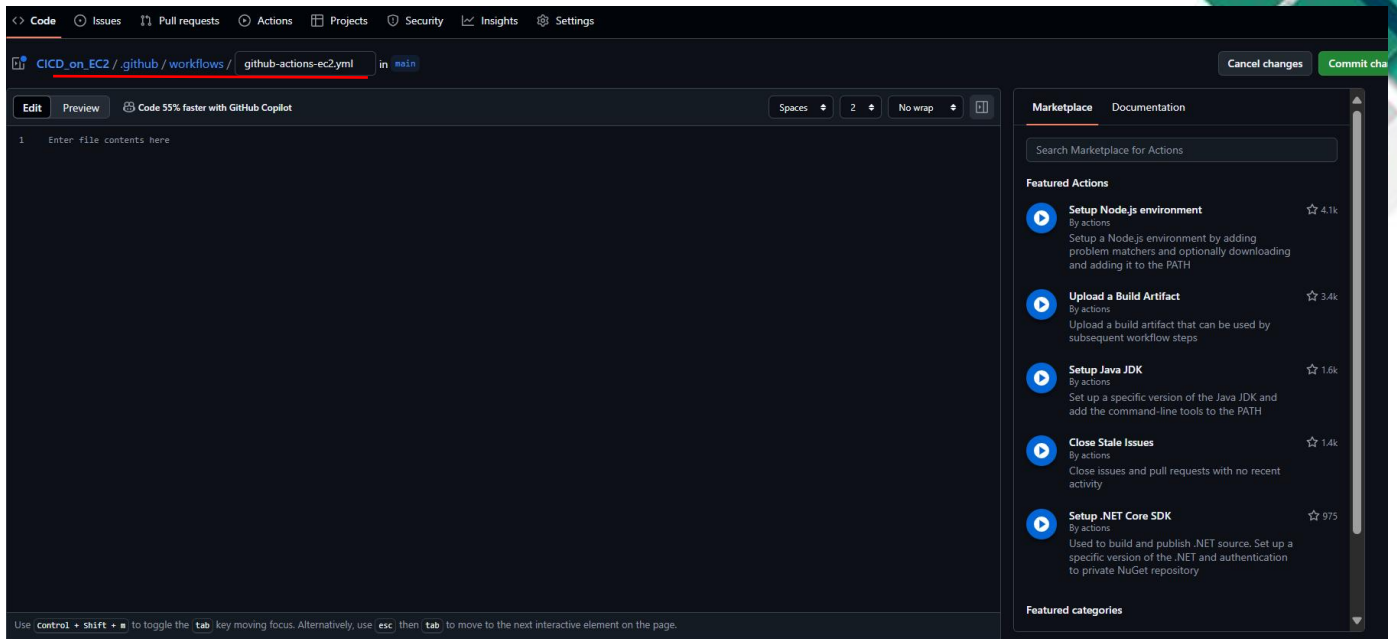 Code Issues Pull requests Actions Projects Security Insights Settings
CICD_on_EC2 / .github / workflows / github-actions-ec2.yml in main
Cancel changes Commit cha
Edit Preview Code 55% faster with GitHub Copilot Spaces 2 No wrap
1 Enter file contents here
Use Control + Shift + m to toggle the tab key moving focus. Alternatively, use esc then tab to move to the next interactive element on the page.
Marketplace Documentation
Search Marketplace for Actions
Featured Actions
Setup Node.js environment 4.1k
By actions
Setup a Node.js environment by adding
problem matchers and optionally downloading
and adding it to the PATH
Upload a Build Artifact 3.4k
By actions
Upload a build artifact that can be used by
subsequent workflow steps
Setup Java JDK 1.6k
By actions
Set up a specific version of the Java JDK and
add the command-line tools to the PATH
Close Stale Issues 1.4k
By actions
Close issues and pull requests with no recent
activity
Setup .NET Core SDK 975
By actions
Used to build and publish .NET source. Set up a
specific version of the .NET and authentication
to private NuGet repository
Featured categories